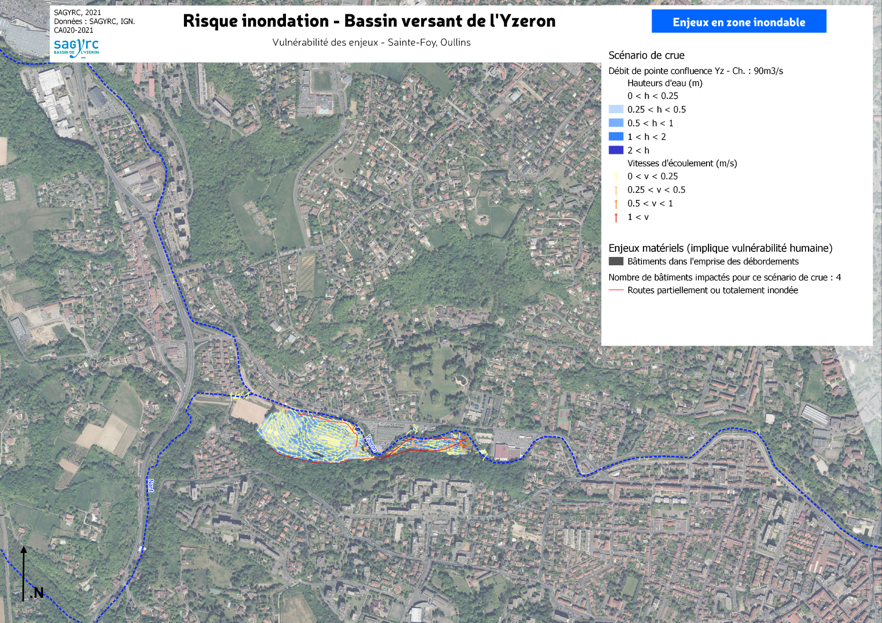 SAGYRC, 2021
Données : SAGYRC, IGN.
CA020-2021
sagyrc
BASSIN DE L'YZERON
Risque inondation - Bassin versant de l'Yzeron
Vulnérabilité des enjeux - Sainte-Foy, Oullins
Enjeux en zone inondable
Scénario de crue
Débit de pointe confluence Yz - Ch. : 90m3/s
Hauteurs d'eau (m)
0 < h < 0.25
0.25 < h < 0.5
0.5 < h < 1
1 < h < 2
2 < h
Vitesses d'écoulement (m/s)
0 < v < 0.25
0.25 < v < 0.5
0.5 < v < 1
1 < v
Enjeux matériels (implique vulnérabilité humaine)
Bâtiments dans l'emprise des débordements
Nombre de bâtiments impactés pour ce scénario de crue : 4
Routes partiellement ou totalement inondée
.N